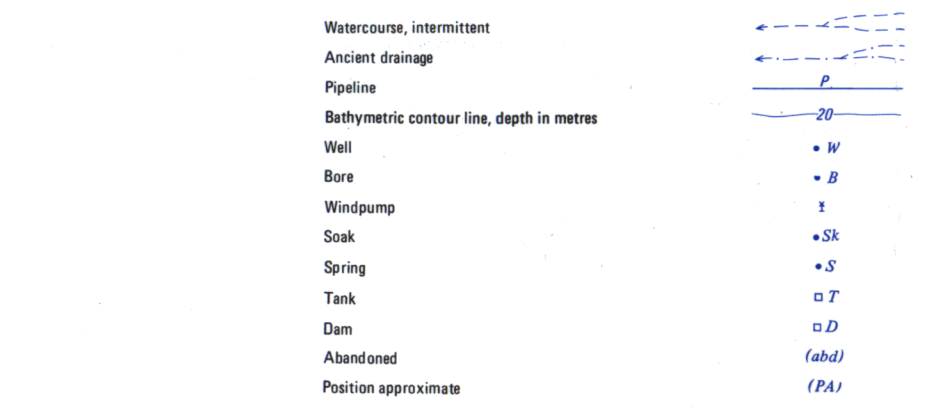 Watercourse, intermittent
Ancient drainage
Pipeline P
Bathymetric contour line, depth in metres 20
Well W
Bore B
Windpump
Soak Sk
Spring S
Tank T
Dam D
Abandoned (abd)
Position approximate (PA)